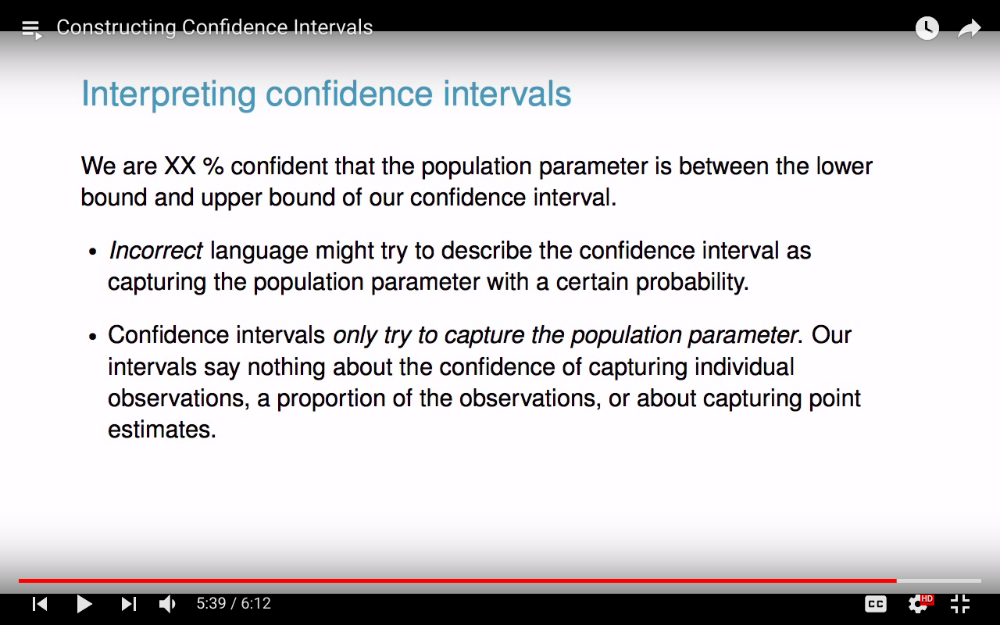 Constructing Confidence Intervals
Interpreting confidence intervals
We are XX % confident that the population parameter is between the lower
bound and upper bound of our confidence interval.
• Incorrect language might try to describe the confidence interval as
capturing the population parameter with a certain probability.
• Confidence intervals only try to capture the population parameter. Our
intervals say nothing about the confidence of capturing individual
observations, a proportion of the observations, or about capturing point
estimates.
5:39 / 6:12
CC
HD